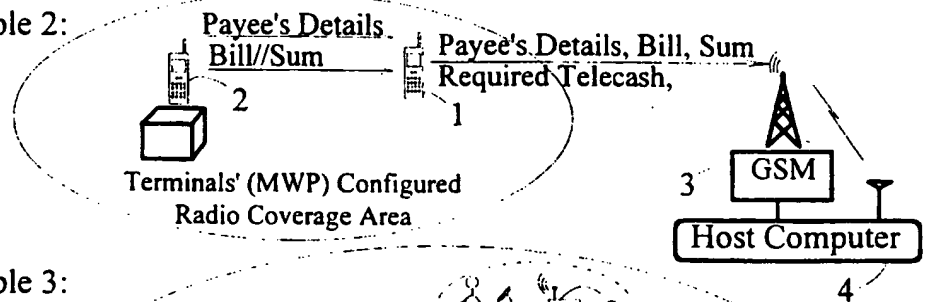 ple 2:
Payee's Details
Bill//Sum
Payee's Details, Bill, Sum
Required Telecash,
2
1
Terminals' (MWP) Configured
Radio Coverage Area
3
GSM
Host Computer
4
ple 3: